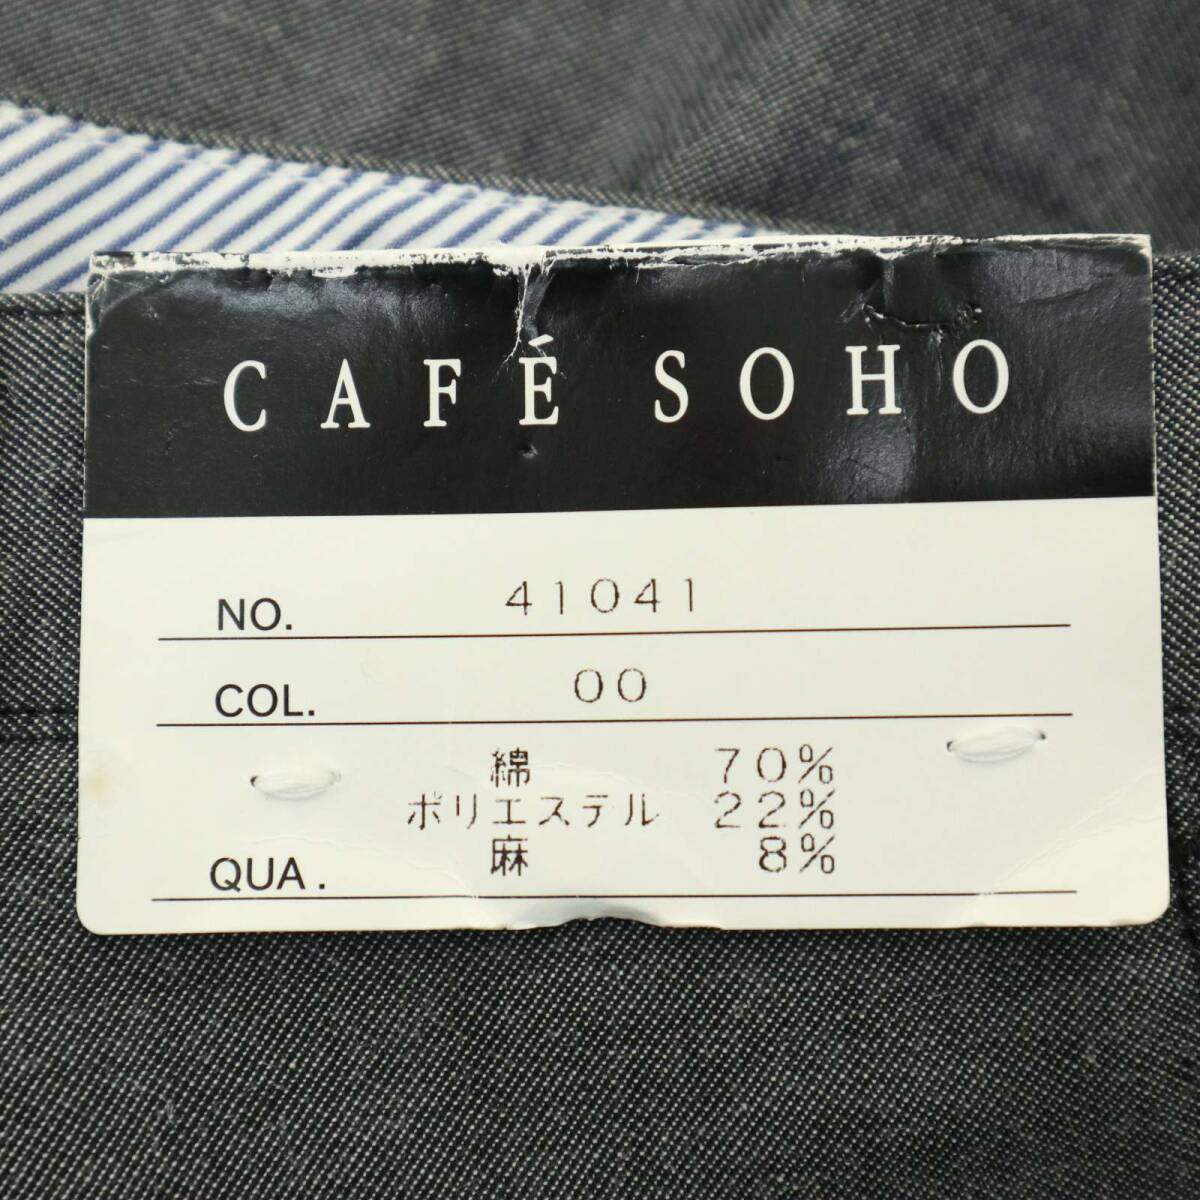 CAFÉ SOHO
NO. 41041
COL. 00
綿 70%
ポリエステル 22%
麻 8%
QUA.